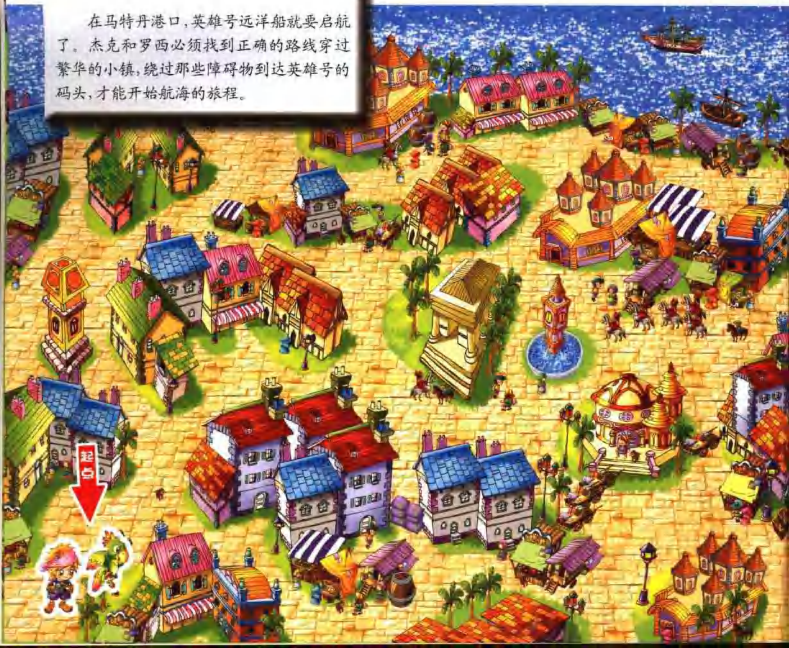 在马特丹港口,英雄号远洋船就要启航
了。杰克和罗西必须找到正确的路线穿过
繁华的小镇,绕过那些障碍物到达英雄号的
码头,才能开始航海的旅程。
起点